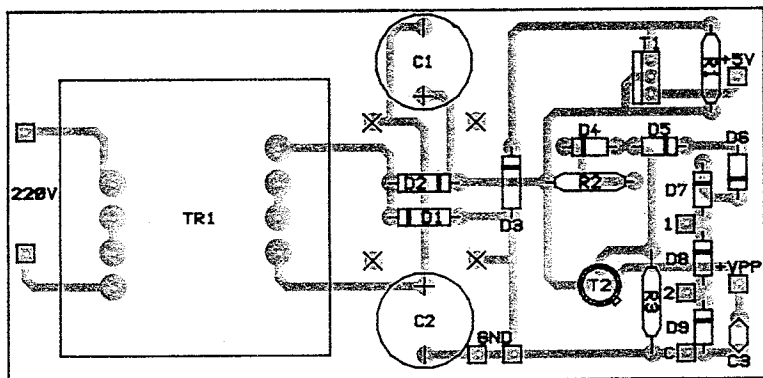 T1
C1
R1
+5V
D4
D5
D6
220V
D2
R2
D7
TR1
D1
D3
1
D8
+VPP
T2
2
R3
C2
D9
GND
C
C3